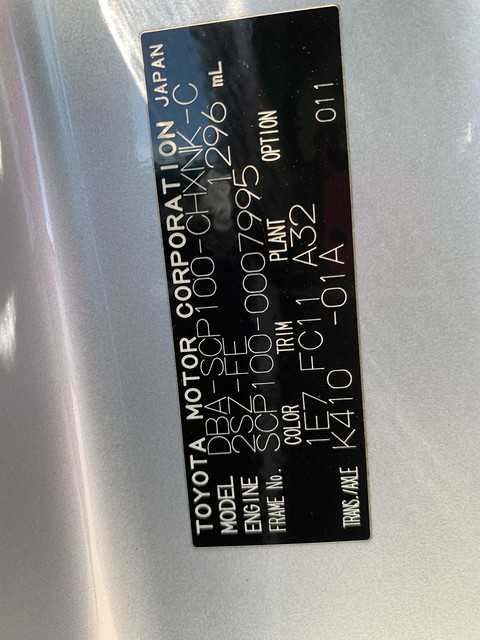 TOYOTA MOTOR CORPORATION JAPAN
MODEL DBA-SCP100-CHXNK-C
ENGINE 2SZ-FE 1296 mL
FRAME No. SCP100-0007995
COLOR TRIM PLANT OPTION
1E7 FC11 A32 011
TRANS./AXLE K410 -01A